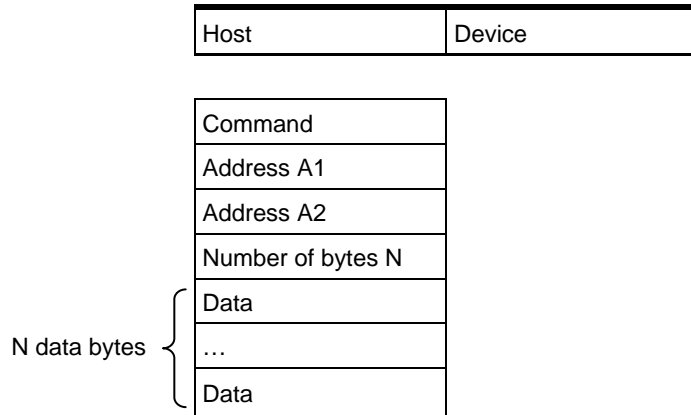 Host Device
Command
Address A1
Address A2
Number of bytes N
Data
N data bytes …
Data